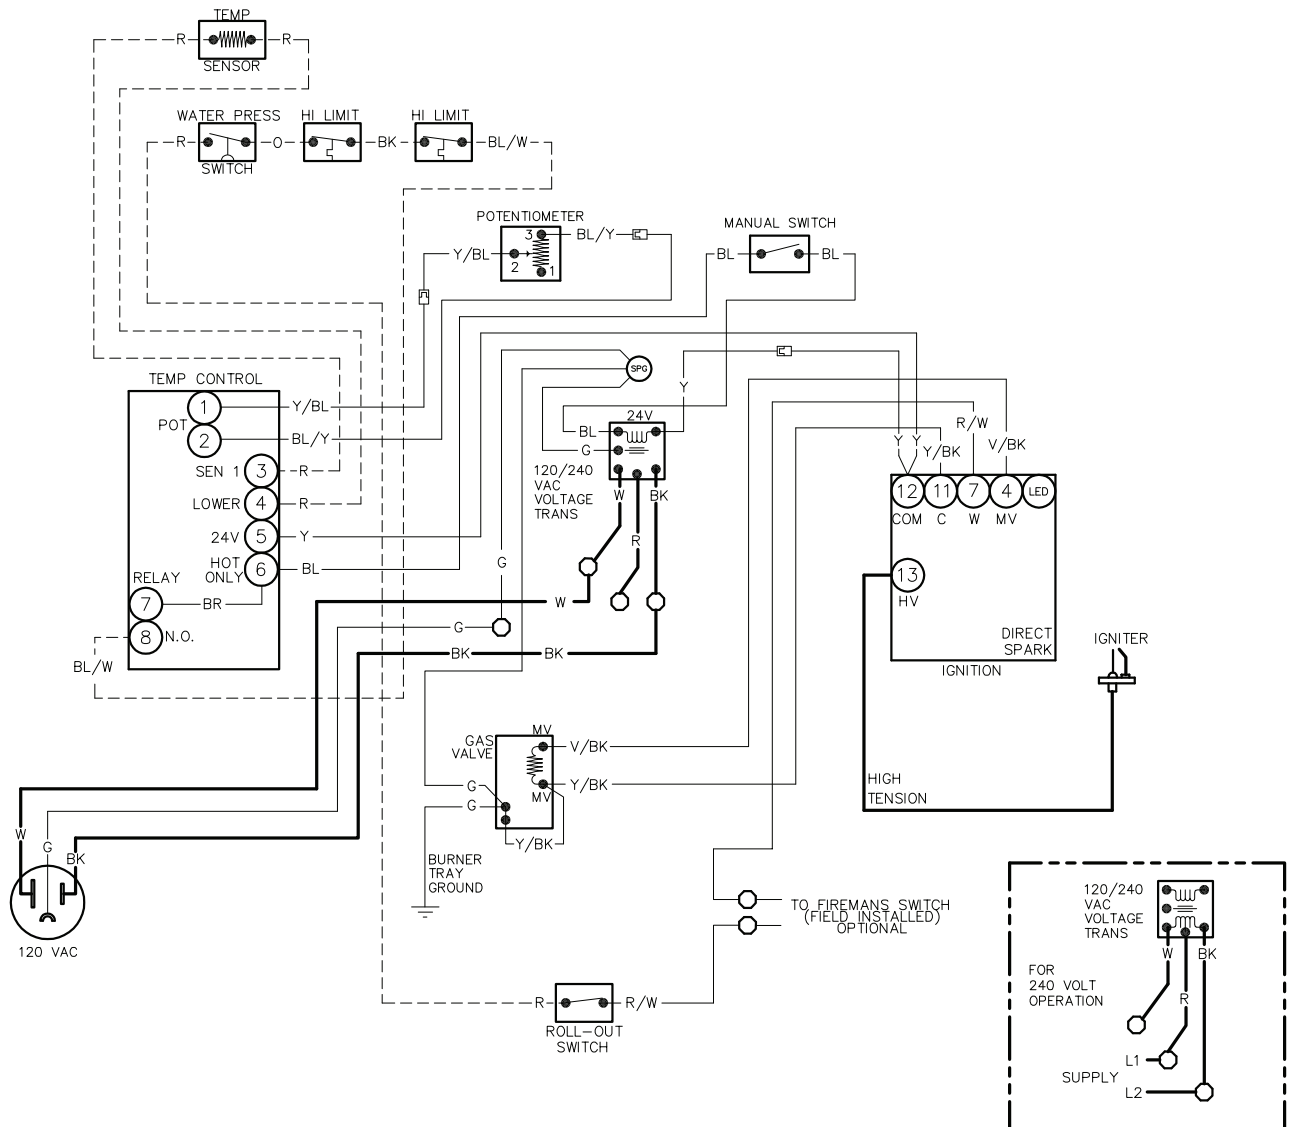 TEMP
R R
SENSOR
WATER PRESS HI LIMIT HI LIMIT
R O BK BL/W
SWITCH
POTENTIOMETER
3 BL/Y
Y/BL 2 1
MANUAL SWITCH
BL BL
SPG
TEMP CONTROL
1 Y/BL
POT
2 BL/Y
SEN 1 3 R
LOWER 4 R
24V 5 Y
HOT ONLY 6 BL
RELAY
7 BR
8 N.O.
BL/W
Y
24V
BL
G
120/240
VAC
VOLTAGE
TRANS
W BK
R
G
W
G
BK BK
R/W
Y Y Y/BK V/BK
12 11 7 4 LED
COM C W MV
13
HV
DIRECT
SPARK
IGNITION
IGNITER
HIGH
TENSION
GAS
VALVE
MV
V/BK
G Y/BK
MV
G
Y/BK
BURNER
TRAY
GROUND
W
G
BK
120 VAC
TO FIREMANS SWITCH
(FIELD INSTALLED)
OPTIONAL
R R/W
ROLL-OUT
SWITCH
120/240
VAC
VOLTAGE
TRANS
W BK
FOR
240 VOLT
OPERATION
R
L1
SUPPLY
L2